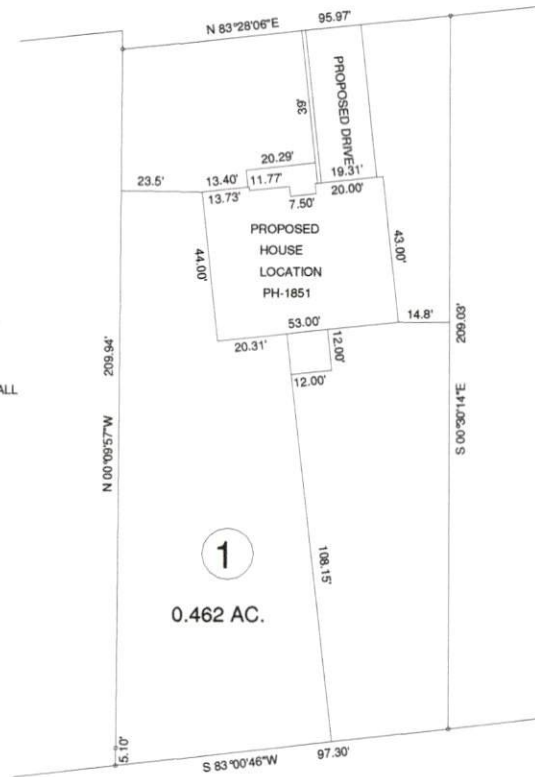 N 83°28'06"E
95.97'
PROPOSED DRIVE
39'
20.29'
23.5'
13.40'
11.77'
19.31'
13.73'
7.50'
20.00'
PROPOSED
HOUSE
LOCATION
PH-1851
44.00'
43.00'
53.00'
14.8'
20.31'
12.00'
12.00'
209.94'
209.03'
ALL
N 00°09'57"W
S 00°30'14"E
1
108.15'
0.462 AC.
5.10'
S 83°00'46"W
97.30'